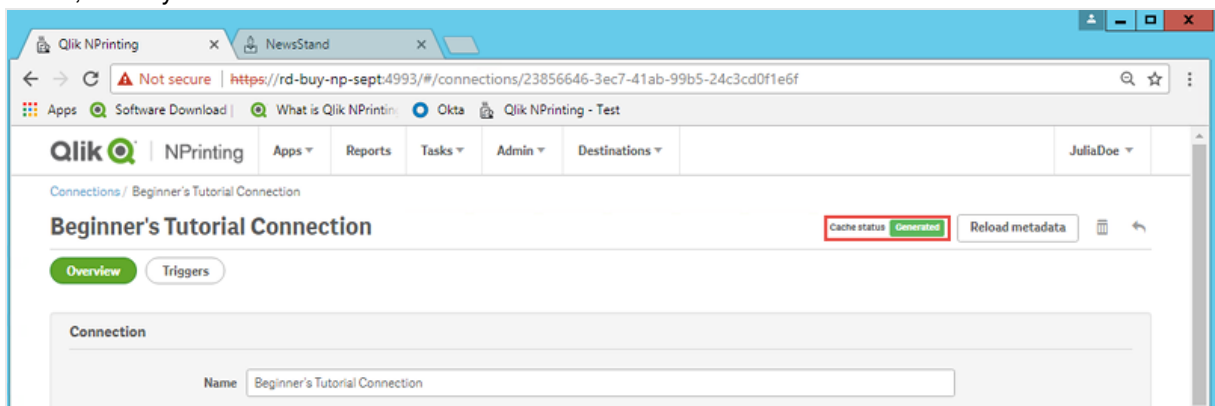 Qlik NPrinting NewsStand
Not secure https://rd-buy-np-sept:4993/#/connections/23856646-3ec7-41ab-99b5-24c3cd0f1e6f
Apps Software Download | What is Qlik NPrinting Okta Qlik NPrinting - Test
Qlik NPrinting Apps Reports Tasks Admin Destinations JuliaDoe
Connections / Beginner's Tutorial Connection
Beginner's Tutorial Connection Cache status Generated Reload metadata
Overview Triggers
Connection
Name Beginner's Tutorial Connection